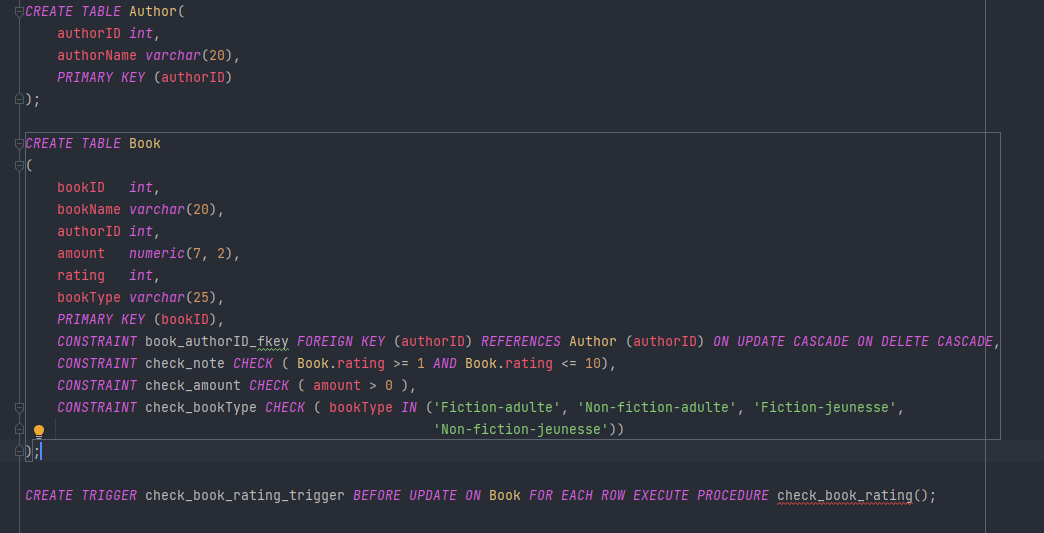 CREATE TABLE Author(
    authorID int,
    authorName varchar(20),
    PRIMARY KEY (authorID)
);
CREATE TABLE Book
(
    bookID   int,
    bookName varchar(20),
    authorID int,
    amount   numeric(7, 2),
    rating   int,
    bookType varchar(25),
    PRIMARY KEY (bookID),
    CONSTRAINT book_authorID_fkey FOREIGN KEY (authorID) REFERENCES Author (authorID) ON UPDATE CASCADE ON DELETE CASCADE,
    CONSTRAINT check_note CHECK ( Book.rating >= 1 AND Book.rating <= 10),
    CONSTRAINT check_amount CHECK ( amount > 0 ),
    CONSTRAINT check_bookType CHECK ( bookType IN ('Fiction-adulte', 'Non-fiction-adulte', 'Fiction-jeunesse',
                                                   'Non-fiction-jeunesse'))
);
CREATE TRIGGER check_book_rating_trigger BEFORE UPDATE ON Book FOR EACH ROW EXECUTE PROCEDURE check_book_rating();